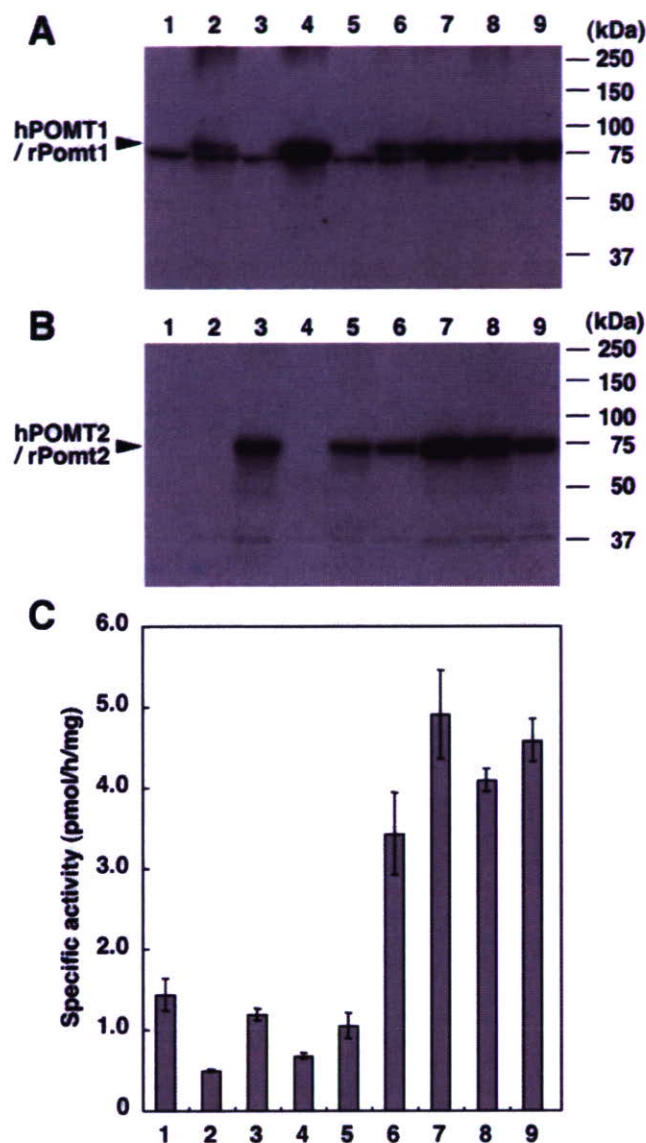 A
1 2 3 4 5 6 7 8 9 (kDa)
250
150
100
hPOMT1
/ rPomt1
75
50
37
B
1 2 3 4 5 6 7 8 9 (kDa)
250
150
100
hPOMT2
/ rPomt2
75
50
37
C
6.0
5.0
4.0
3.0
2.0
1.0
0
Specific activity (pmol/h/mg)
1 2 3 4 5 6 7 8 9